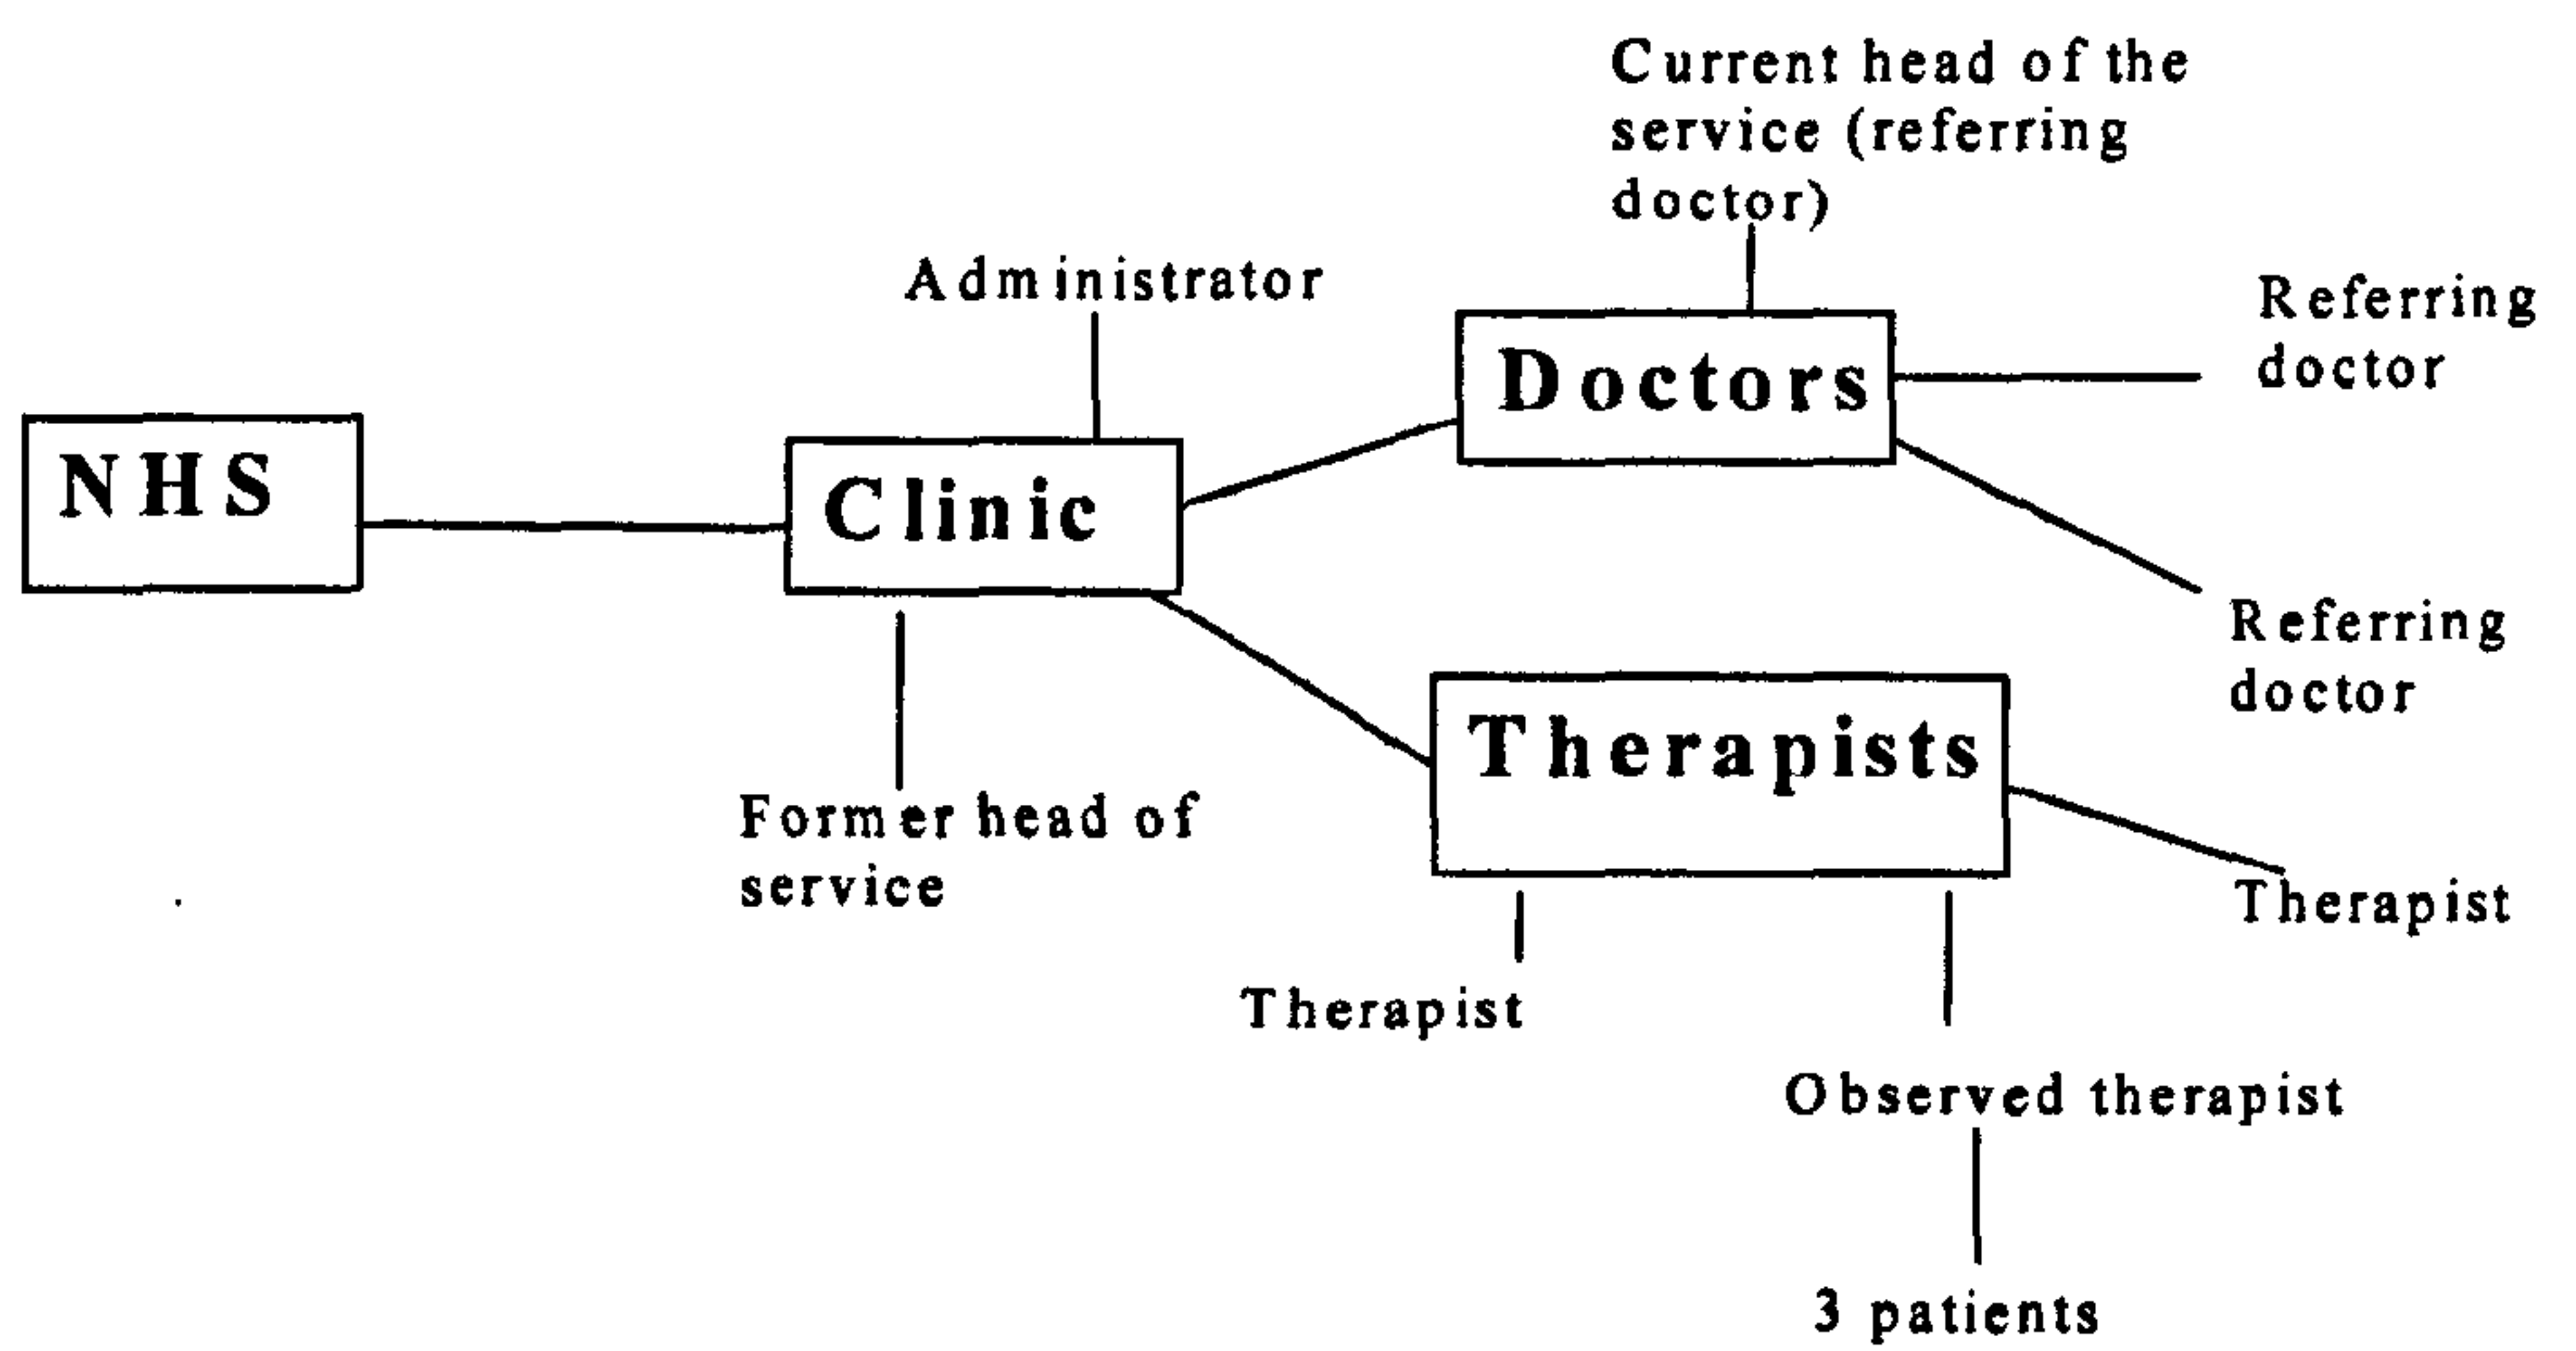 Current head of the
service (referring
doctor)
Administrator
Referring
doctor
Doctors
NHS
Clinic
Referring
doctor
Therapists
Former head of
service
Therapist
Therapist
Observed therapist
3 patients